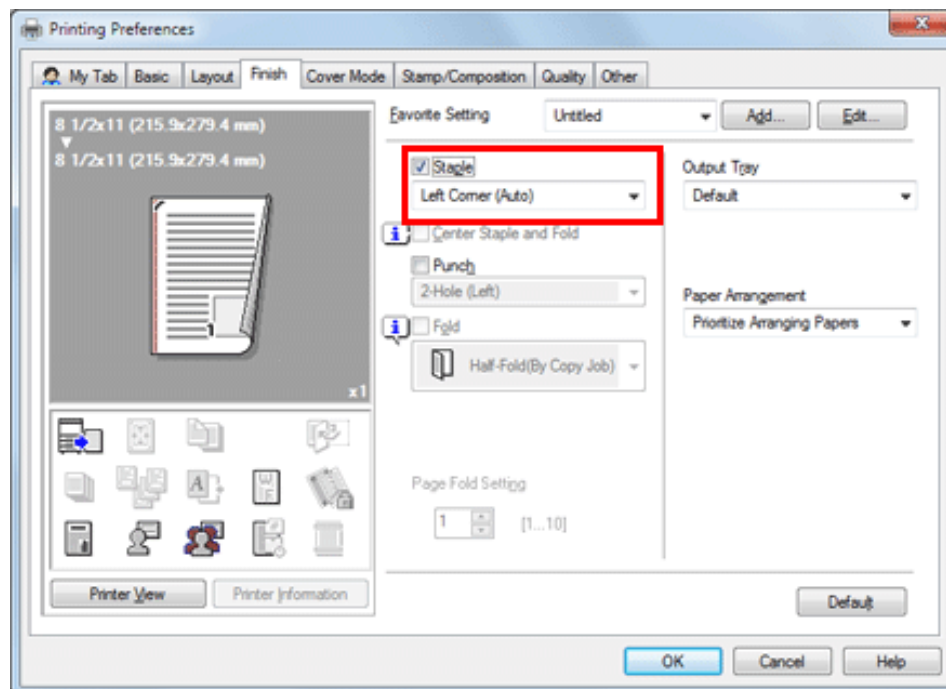 Printing Preferences
My Tab Basic Layout Finish Cover Mode Stamp/Composition Quality Other
8 1/2x11 (215.9x279.4 mm)
8 1/2x11 (215.9x279.4 mm)
1
x1
Printer View Printer Information
Favorite Setting Untitled Add... Edit...
Staple
Left Corner (Auto)
Center Staple and Fold
Punch
2-Hole (Left)
Fold
Half-Fold(By Copy Job)
Page Fold Setting
1 [1...10]
Output Tray
Default
Paper Arrangement
Prioritize Arranging Papers
Default
OK Cancel Help